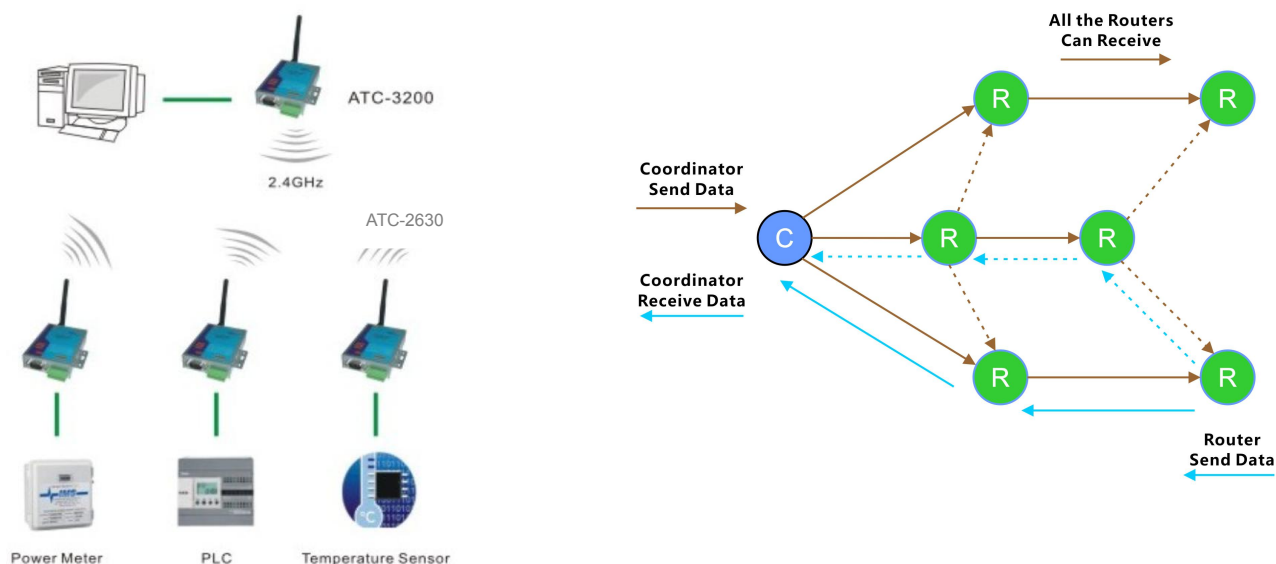 ATC-3200
2.4GHz
ATC-2630
Power Meter
PLC
Temperature Sensor
All the Routers
Can Receive
R
R
Coordinator
Send Data
C
R
R
Coordinator
Receive Data
R
R
Router
Send Data
°C